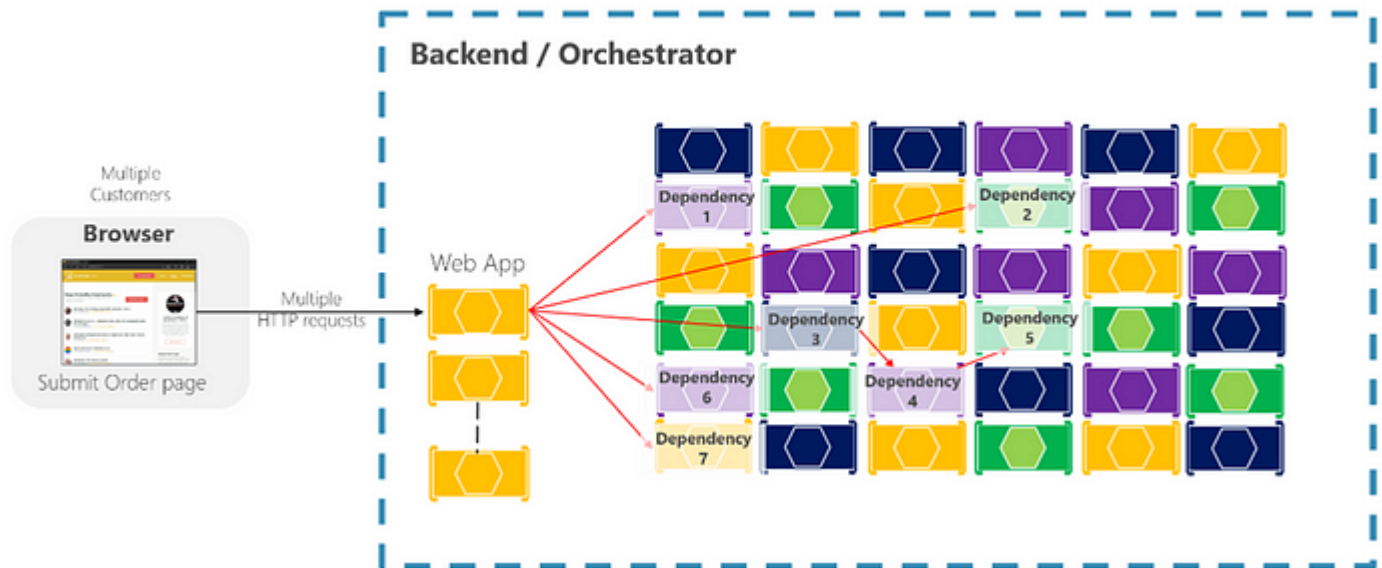 Backend / Orchestrator
Multiple
Customers
Browser
Submit Order page
Multiple
HTTP requests
Web App
Dependency
1
Dependency
2
Dependency
3
Dependency
5
Dependency
6
Dependency
4
Dependency
7